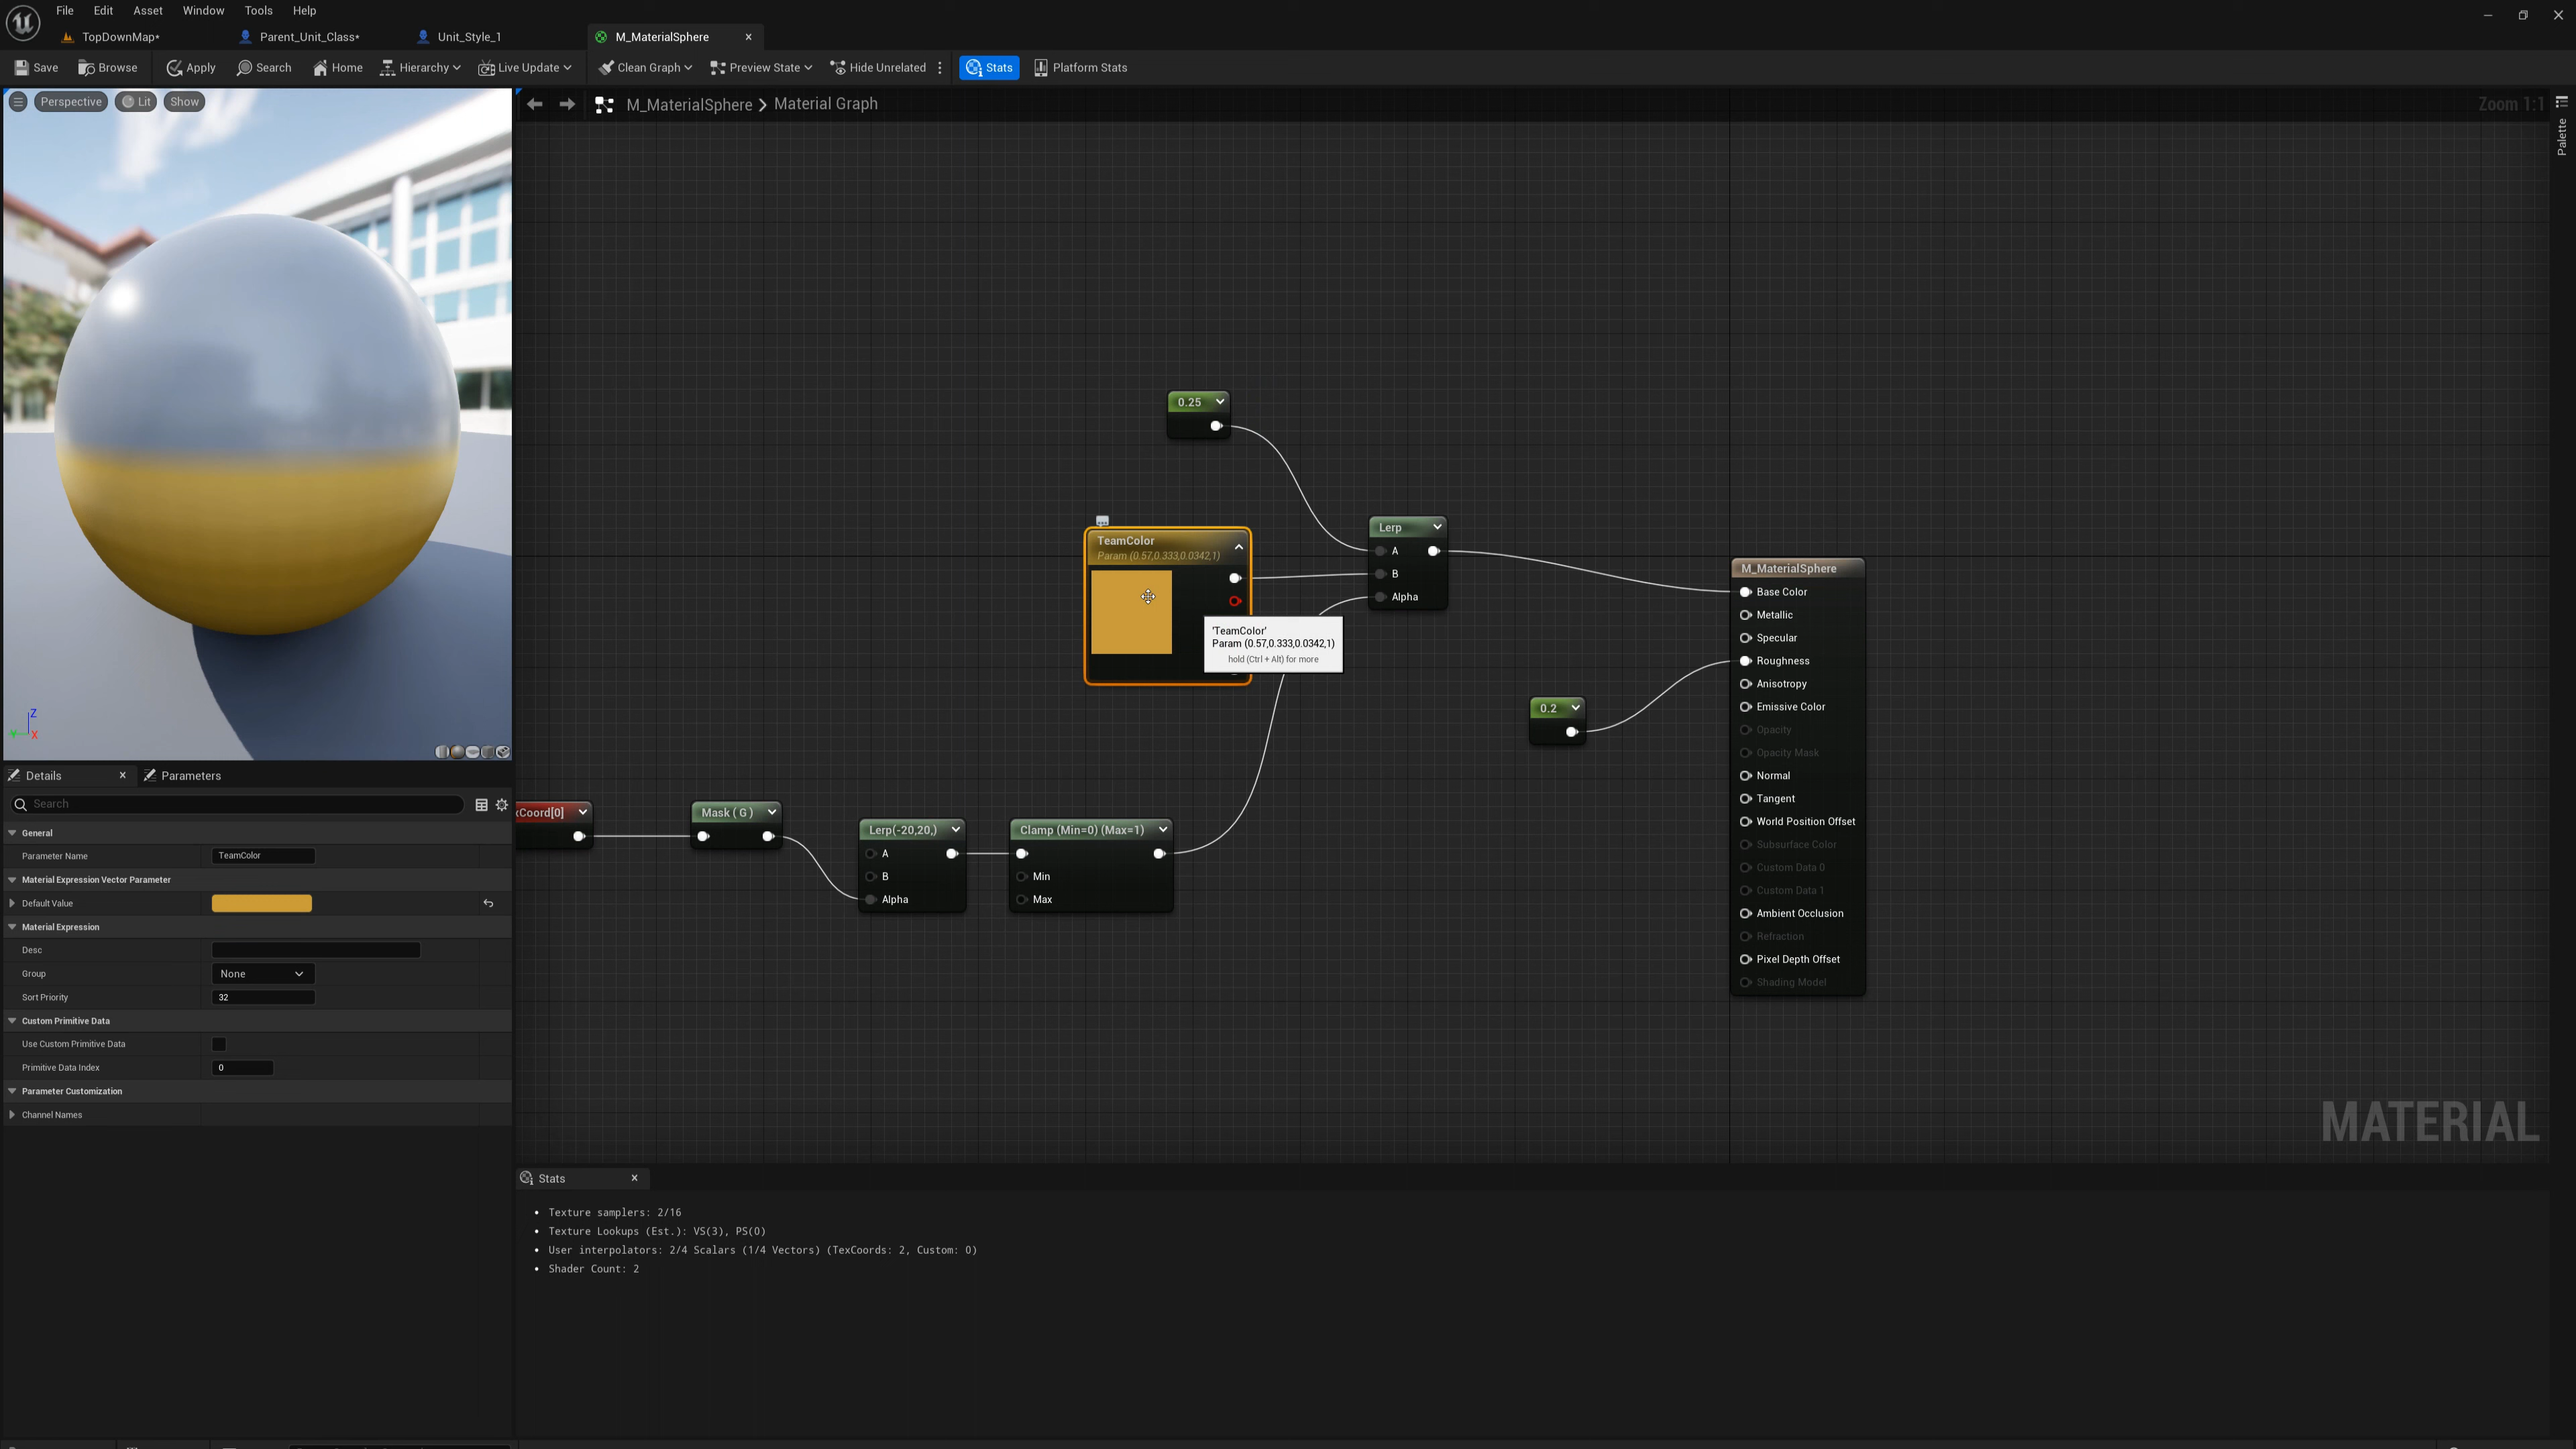 File Edit Asset Window Tools Help
TopDownMap* Parent_Unit_Class* Unit_Style_1 M_MaterialSphere
Save Browse Apply Search Home Hierarchy Live Update Clean Graph Preview State Hide Unrelated Stats Platform Stats
Perspective Lit Show
M_MaterialSphere > Material Graph
Zoom 1:1
Palette
0.25
TeamColor
Param (0.57,0.333,0.0342,1)
'TeamColor'
Param (0.57,0.333,0.0342,1)
hold (Ctrl + Alt) for more
Lerp
A
B
Alpha
M_MaterialSphere
Base Color
Metallic
Specular
Roughness
Anisotropy
Emissive Color
Opacity
Opacity Mask
Normal
Tangent
World Position Offset
Subsurface Color
Custom Data 0
Custom Data 1
Ambient Occlusion
Refraction
Pixel Depth Offset
Shading Model
0.2
xCoord[0]
Mask ( G )
Lerp(-20,20,)
A
B
Alpha
Clamp (Min=0) (Max=1)
Min
Max
MATERIAL
Z
Y
X
Details Parameters
Search
General
Parameter Name TeamColor
Material Expression Vector Parameter
Default Value
Material Expression
Desc
Group None
Sort Priority 32
Custom Primitive Data
Use Custom Primitive Data
Primitive Data Index 0
Parameter Customization
Channel Names
Stats
• Texture samplers: 2/16
• Texture Lookups (Est.): VS(3), PS(0)
• User interpolators: 2/4 Scalars (1/4 Vectors) (TexCoords: 2, Custom: 0)
• Shader Count: 2